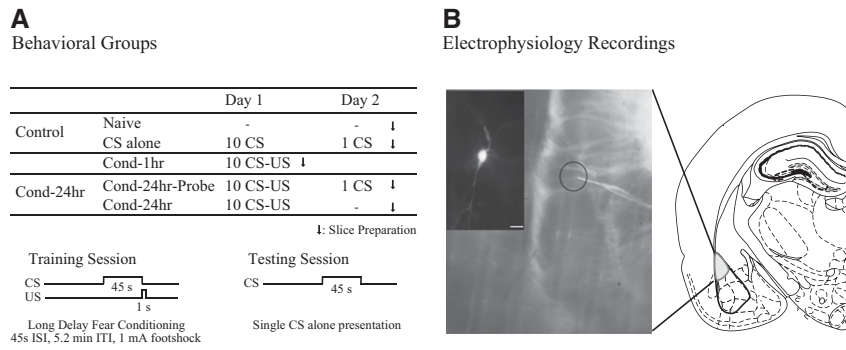 A
Behavioral Groups
Day 1 Day 2
Control Naive - - ↓
CS alone 10 CS 1 CS ↓
Cond-1hr 10 CS-US ↓
Cond-24hr Cond-24hr-Probe 10 CS-US 1 CS ↓
Cond-24hr 10 CS-US - ↓
↓: Slice Preparation
Training Session
CS 45 s
US 1 s
Long Delay Fear Conditioning
45s ISI, 5.2 min ITI, 1 mA footshock
Testing Session
CS 45 s
Single CS alone presentation
B
Electrophysiology Recordings